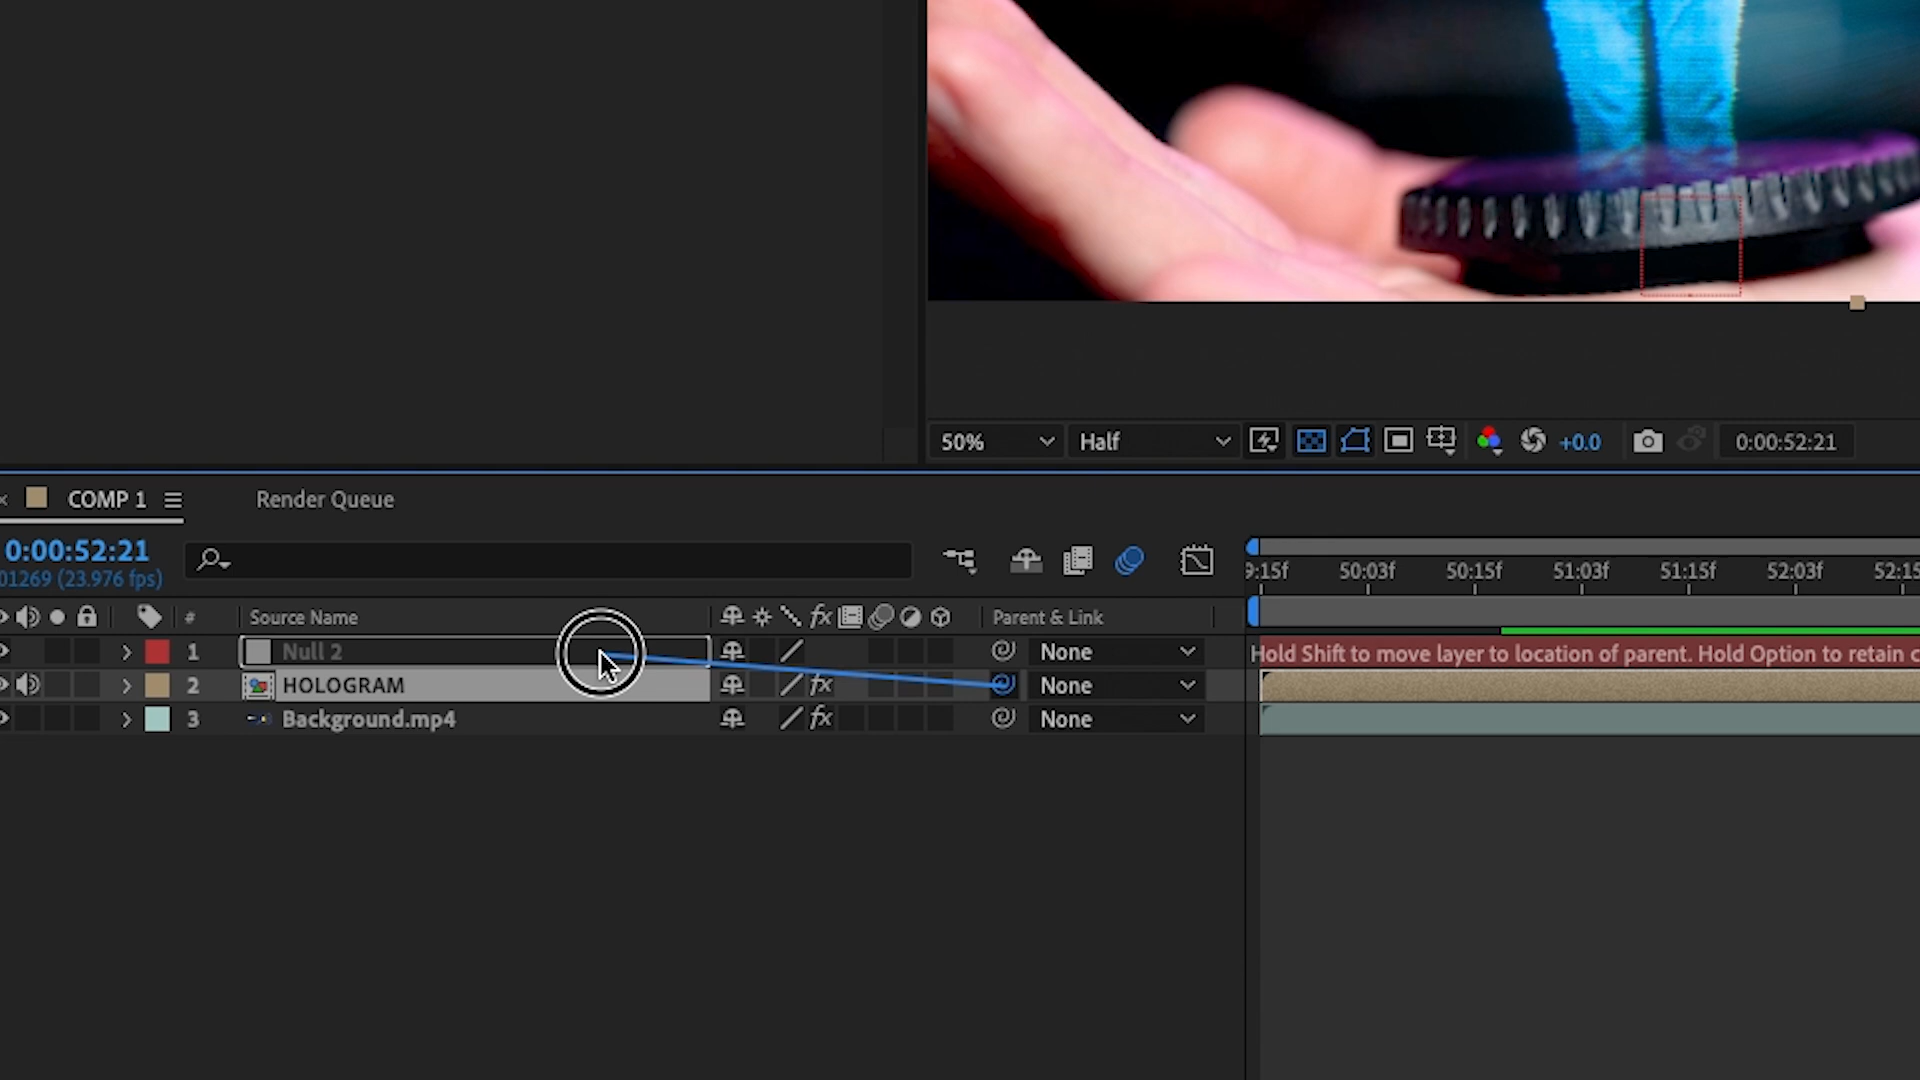 50%
Half
+0.0
0:00:52:21
COMP 1
Render Queue
0:00:52:21
01269 (23.976 fps)
9:15f
50:03f
50:15f
51:03f
51:15f
52:03f
52:15
#
Source Name
fx
Parent & Link
1
Null 2
None
Hold Shift to move layer to location of parent. Hold Option to retain c
2
HOLOGRAM
fx
None
3
Background.mp4
fx
None